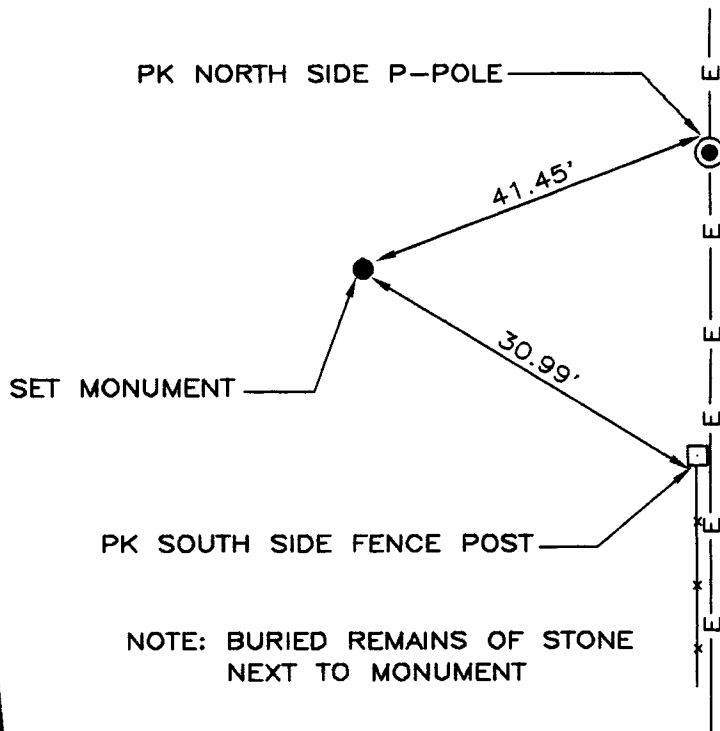 E
PK NORTH SIDE P-POLE
41.45'
E
E
30.99'
SET MONUMENT
E
E
PK SOUTH SIDE FENCE POST
E
NOTE: BURIED REMAINS OF STONE
NEXT TO MONUMENT